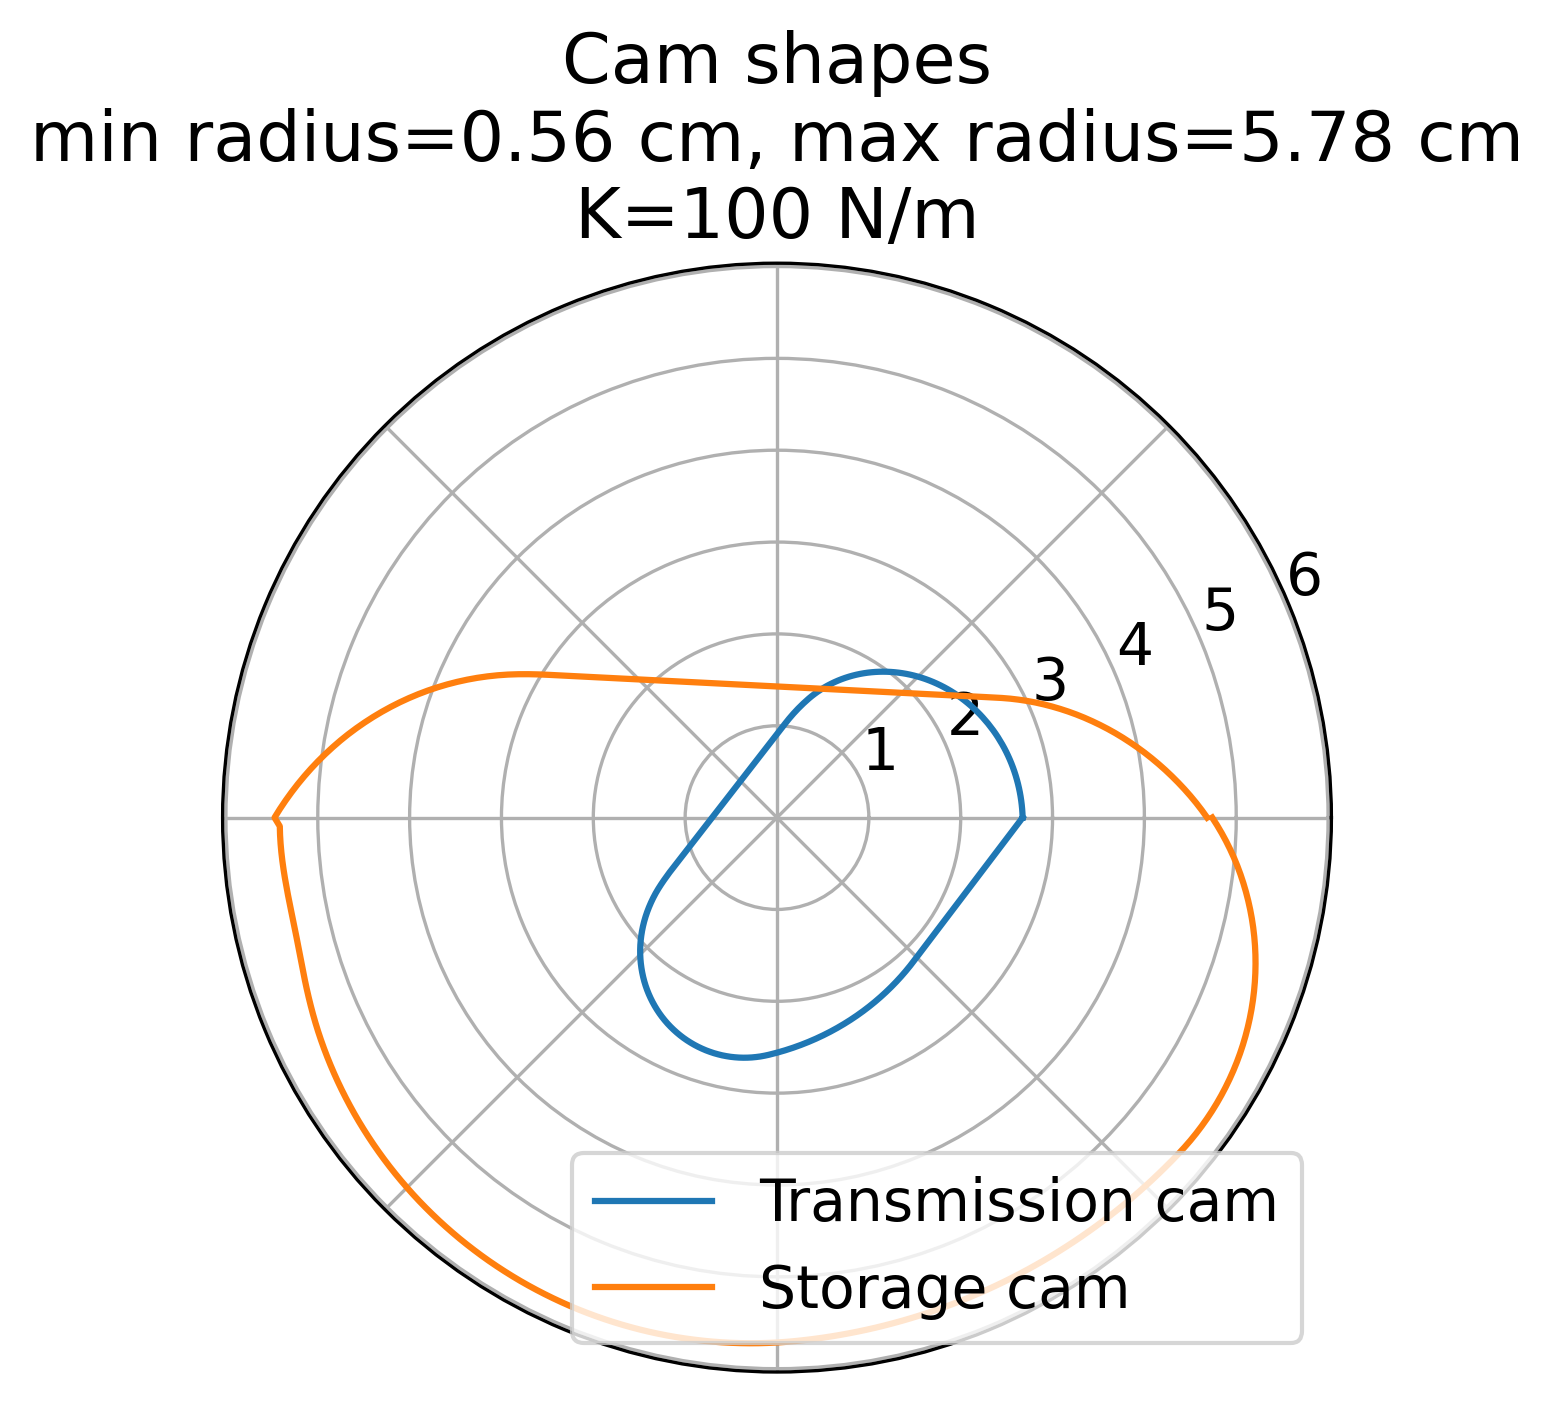 Cam shapes
min radius=0.56 cm, max radius=5.78 cm
K=100 N/m
6
5
4
3
2
1
Transmission cam
Storage cam